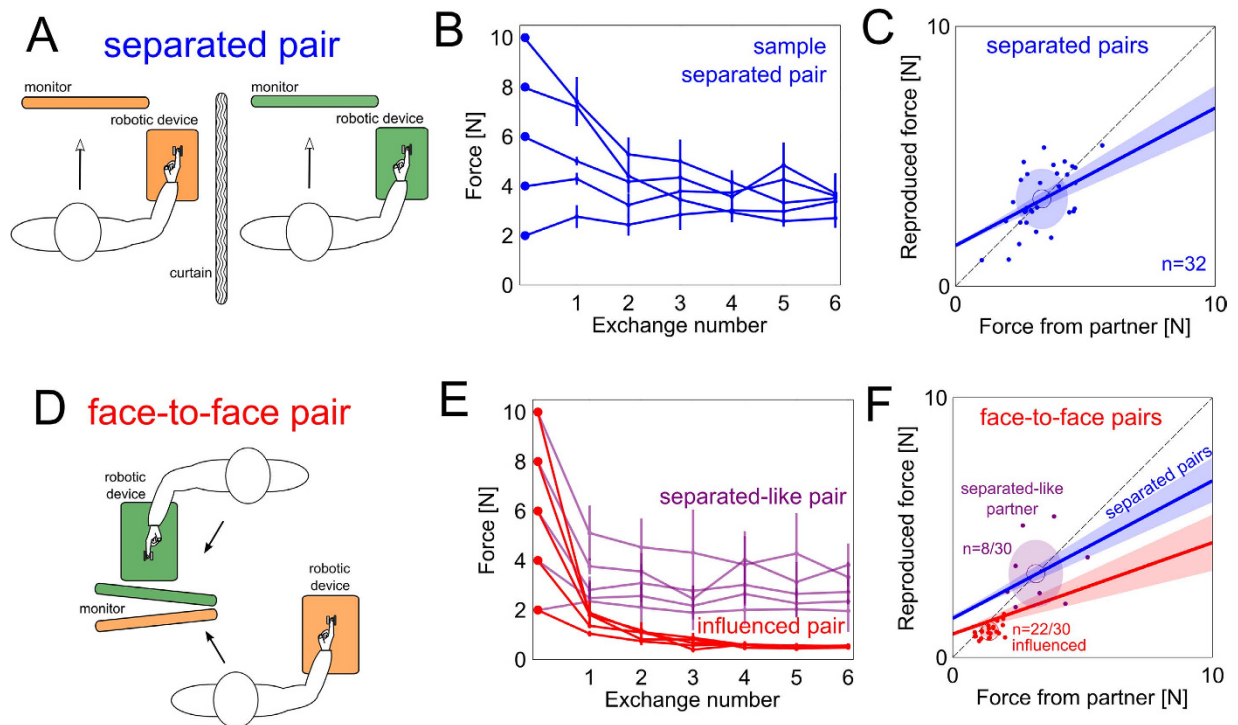 A
separated pair
monitor
robotic device
monitor
robotic device
curtain
B
sample
separated pair
Force [N]
10
8
6
4
2
0
1 2 3 4 5 6
Exchange number
C
separated pairs
Reproduced force [N]
10
n=32
0
10
Force from partner [N]
D
face-to-face pair
robotic
device
monitor
robotic
device
E
Force [N]
10
8
6
4
2
0
separated-like pair
influenced pair
1 2 3 4 5 6
Exchange number
F
face-to-face pairs
Reproduced force [N]
10
separated pairs
separated-like
partner
n=8/30
n=22/30
influenced
0
0
10
Force from partner [N]